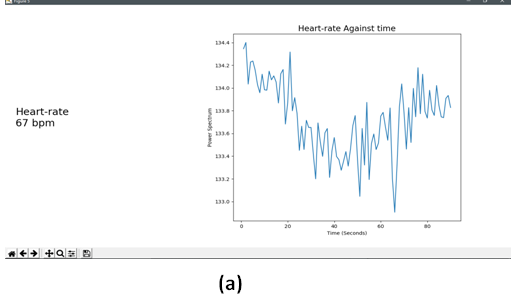 Figure 1
Heart-rate Against time
Heart-rate
67 bpm
Power Spectrum
134.4
134.2
134.0
133.8
133.6
133.4
133.2
133.0
0
20
40
60
80
Time (Seconds)
(a)